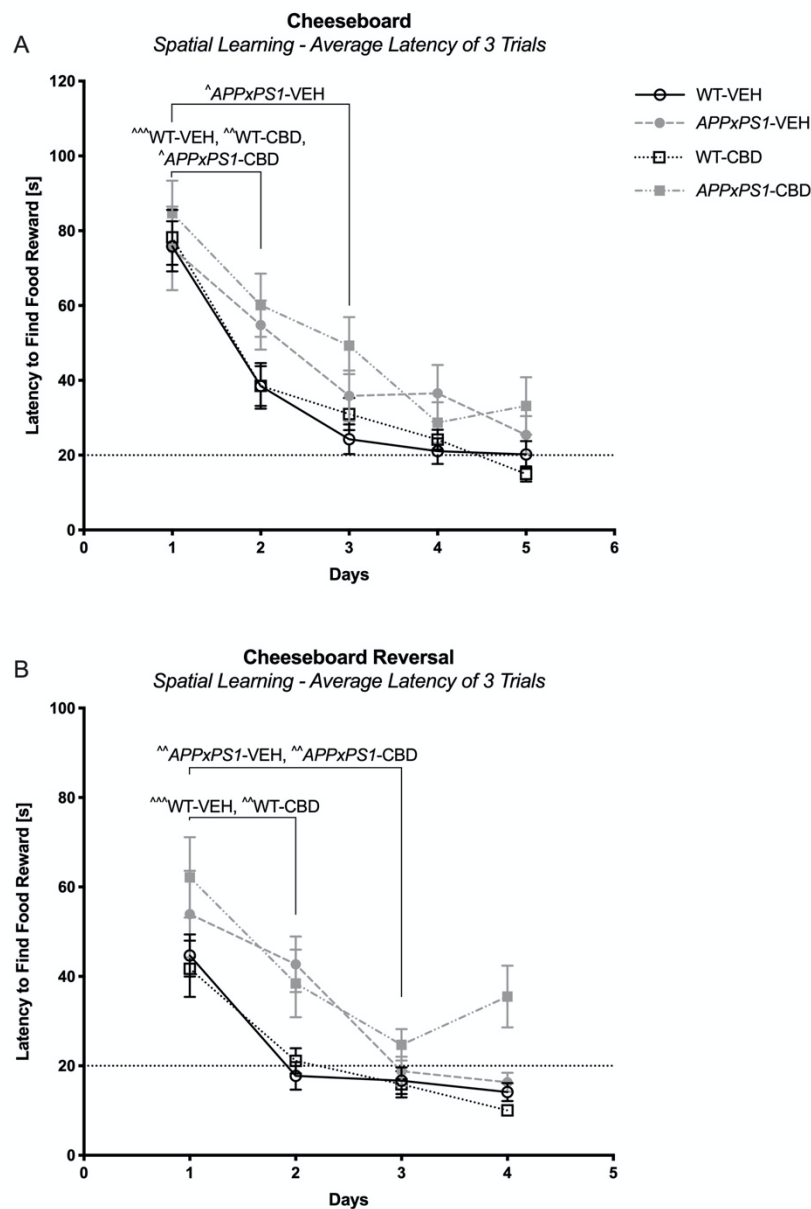 A
Cheeseboard
Spatial Learning - Average Latency of 3 Trials
Latency to Find Food Reward [s]
120
100
80
60
40
20
0
^APPxPS1-VEH
^^^WT-VEH, ^^WT-CBD,
^APPxPS1-CBD
0 1 2 3 4 5 6
Days
WT-VEH
APPxPS1-VEH
WT-CBD
APPxPS1-CBD
B
Cheeseboard Reversal
Spatial Learning - Average Latency of 3 Trials
Latency to Find Food Reward [s]
100
80
60
40
20
0
^^APPxPS1-VEH, ^^APPxPS1-CBD
^^^WT-VEH, ^^WT-CBD
0 1 2 3 4 5
Days